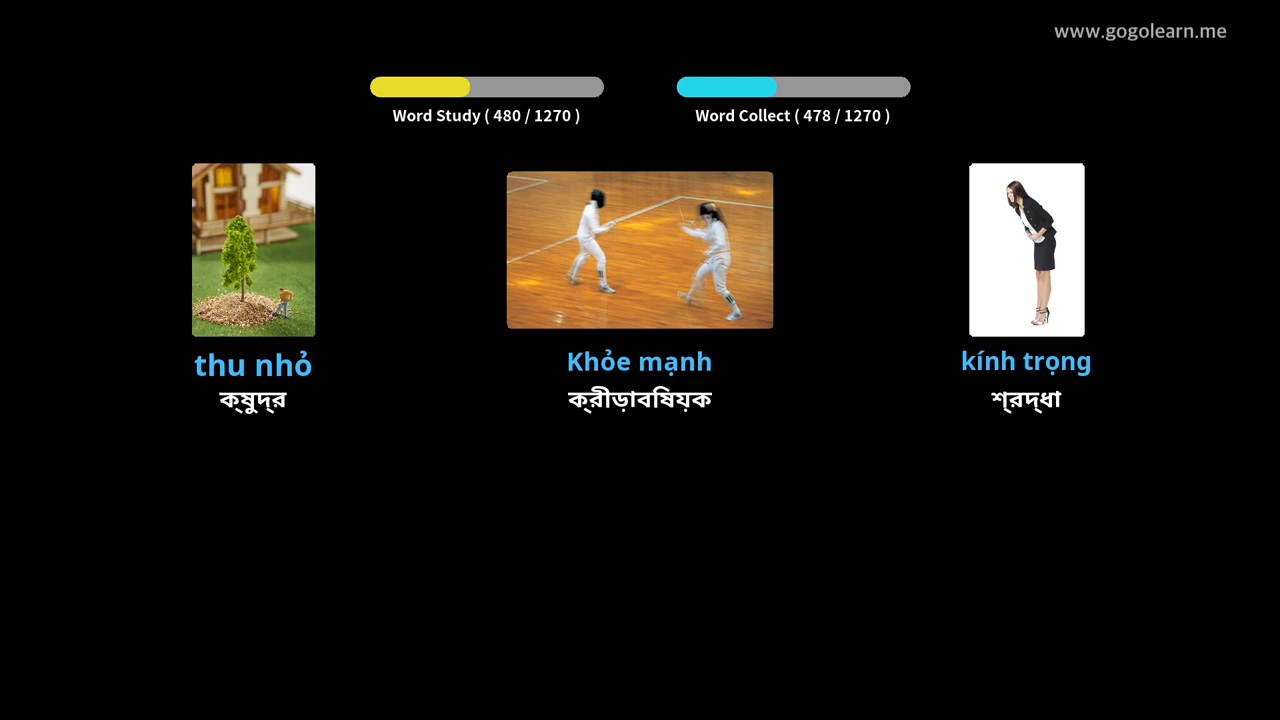 www.gogolearn.me
Word Study ( 480 / 1270 )
Word Collect ( 478 / 1270 )
thu nhỏ
Khỏe mạnh
kính trọng
ক্ষুদ্র
ক্রীড়াবিষয়ক
শ্রদ্ধা